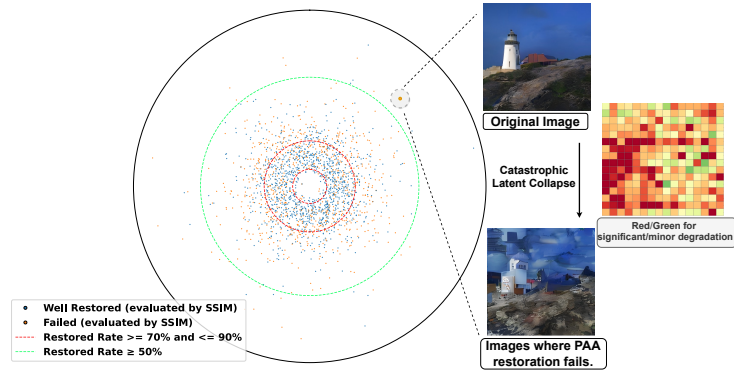 Original Image
Catastrophic
Latent Collapse
Red/Green for
significant/minor degradation
Well Restored (evaluated by SSIM)
Failed (evaluated by SSIM)
Restored Rate >= 70% and <= 90%
Restored Rate ≥ 50%
Images where PAA
restoration fails.